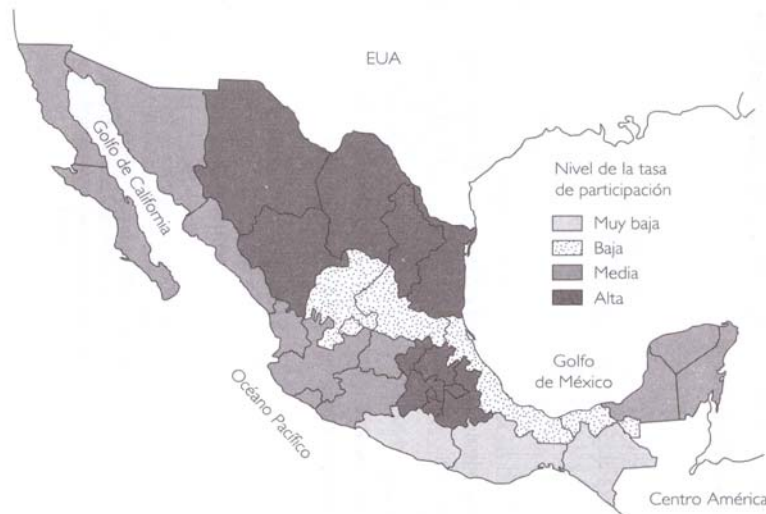 EUA
Golfo de California
Nivel de la tasa
de participación
Muy baja
Baja
Media
Alta
Golfo
de México
Océano Pacífico
Centro América